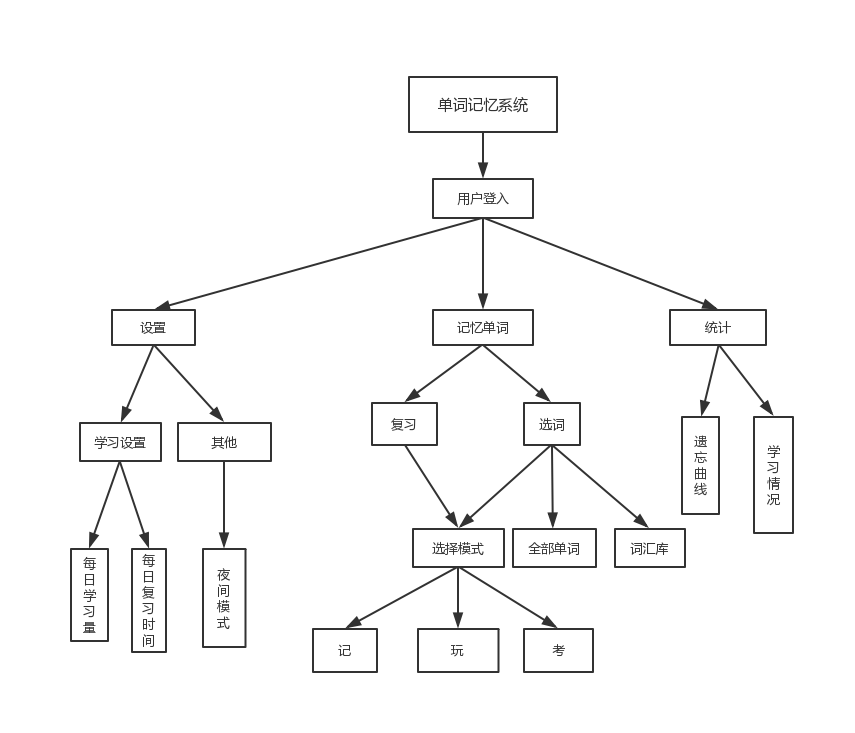 单词记忆系统
用户登入
设置
记忆单词
统计
学习设置
其他
复习
选词
遗忘曲线
学习情况
选择模式
全部单词
词汇库
每日学习量
每日复习时间
夜间模式
记
玩
考